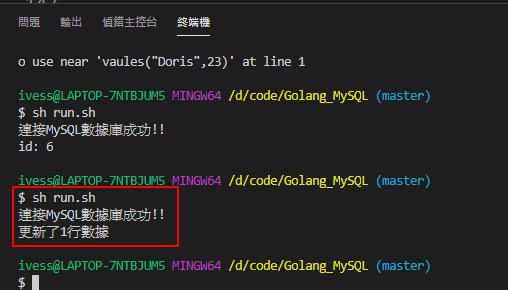 問題 輸出 偵錯主控台 終端機
o use near 'vaules("Doris",23)' at line 1
ivess@LAPTOP-7NTBJUM5 MINGW64 /d/code/Golang_MySQL (master)
$ sh run.sh
連接MySQL數據庫成功!!
id: 6
ivess@LAPTOP-7NTBJUM5 MINGW64 /d/code/Golang_MySQL (master)
$ sh run.sh
連接MySQL數據庫成功!!
更新了1行數據
ivess@LAPTOP-7NTBJUM5 MINGW64 /d/code/Golang_MySQL (master)
$